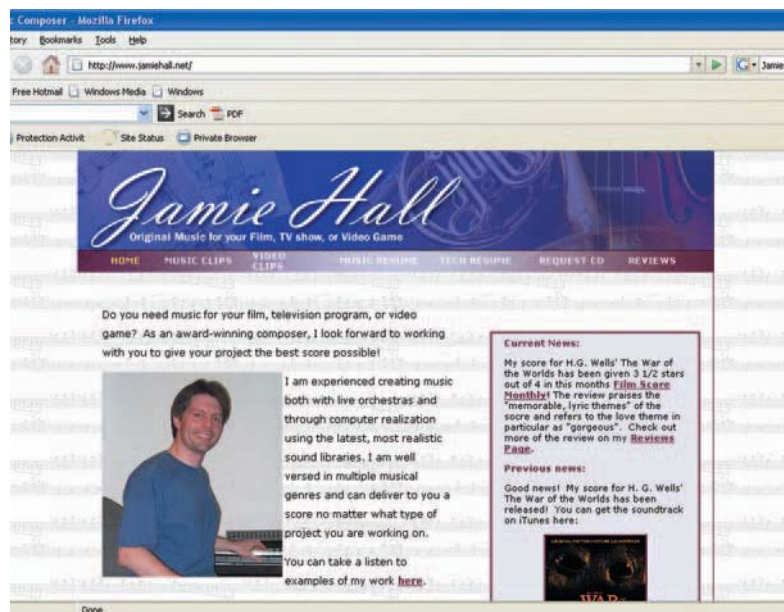 c Composer - Mozilla Firefox
tory Bookmarks Tools Help
http://www.jamiehall.net/
G Jamie
Free Hotmail Windows Media Windows
Search PDF
Protection Activit Site Status Private Browser
Jamie Hall
Original Music for your Film, TV show, or Video Game
HOME MUSIC CLIPS VIDEO CLIPS MUSIC RESUME TECH RESUME REQUEST CD REVIEWS
Do you need music for your film, television program, or video
game? As an award-winning composer, I look forward to working
with you to give your project the best score possible!
I am experienced creating music
both with live orchestras and
through computer realization
using the latest, most realistic
sound libraries. I am well
versed in multiple musical
genres and can deliver to you a
score no matter what type of
project you are working on.
You can take a listen to
examples of my work here.
Current News:
My score for H.G. Wells' The War of
the Worlds has been given 3 1/2 stars
out of 4 in this months Film Score
Monthly! The review praises the
"memorable, lyric themes" of the
socre and refers to the love theme in
particular as "gorgeous". Check out
more of the review on my Reviews
Page.
Previous news:
Good news! My score for H. G. Wells'
The War of the Worlds has been
released! You can get the soundtrack
on iTunes here:
ORIGINAL MOTION PICTURE SOUNDTRACK
WAR
Done